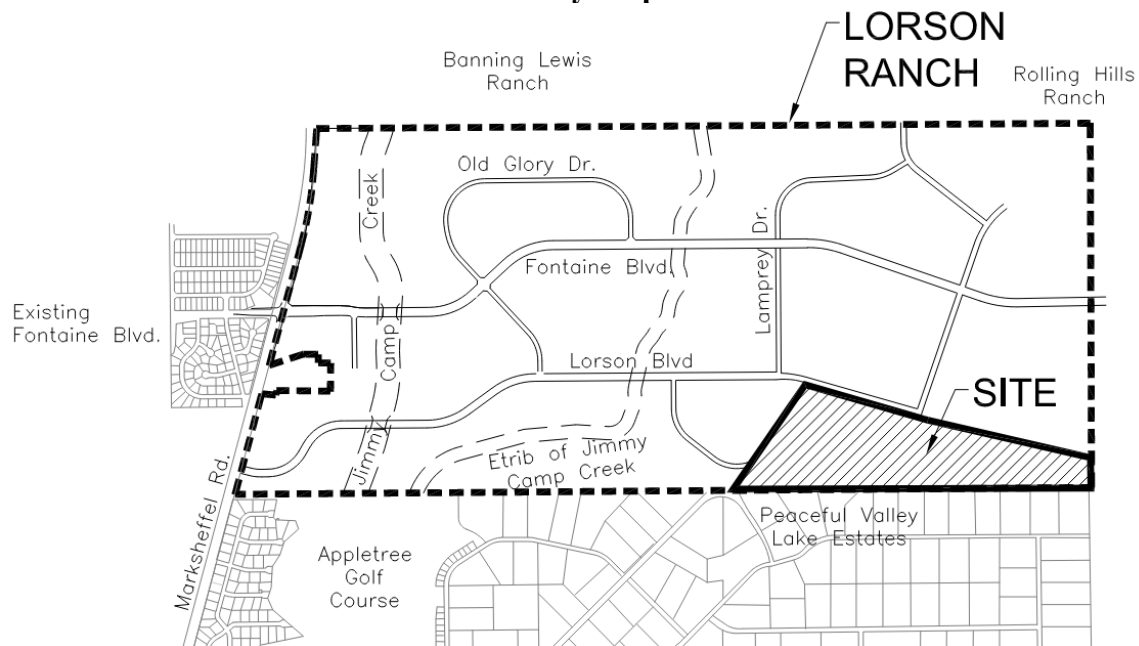 LORSON
RANCH
Banning Lewis
Ranch
Rolling Hills
Ranch
Old Glory Dr.
Creek
Lamprey Dr.
Fontaine Blvd.
Existing
Fontaine Blvd.
Camp
Lorson Blvd
SITE
Jimmy
Etrib of Jimmy
Camp Creek
Marksheffel Rd.
Peaceful Valley
Lake Estates
Appletree
Golf
Course